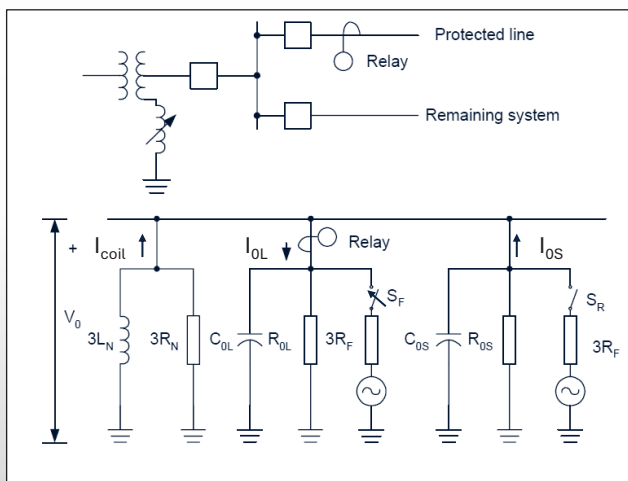 Protected line
Relay
Remaining system
+
I_coil
I_0L
Relay
I_0S
V_0
S_F
S_R
3L_N
3R_N
C_0L
R_0L
3R_F
C_0S
R_0S
3R_F